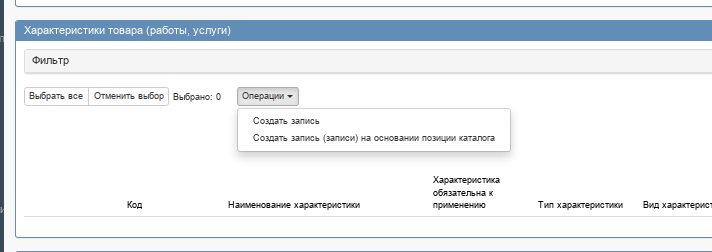 Характеристики товара (работы, услуги)
Фильтр
Выбрать все Отменить выбор Выбрано: 0 Операции
Создать запись
Создать запись (записи) на основании позиции каталога
Код Наименование характеристики Характеристика обязательна к применению Тип характеристики Вид